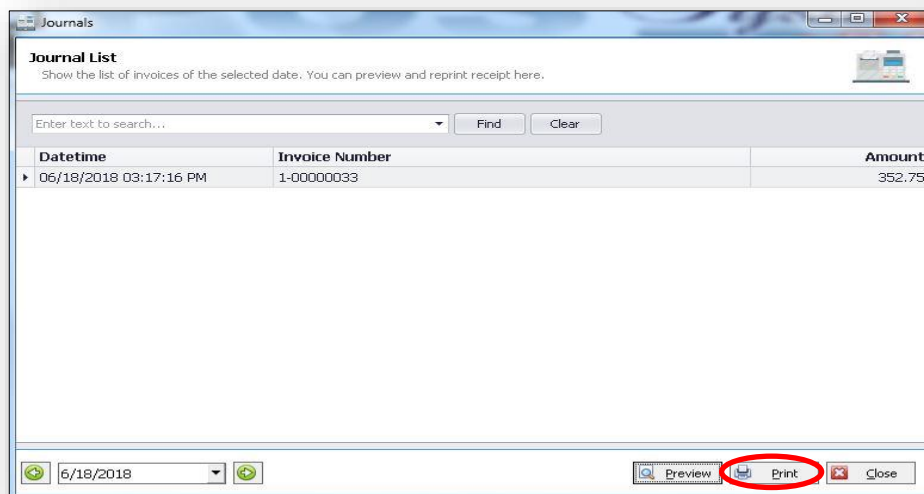 Journals
Journal List
Show the list of invoices of the selected date. You can preview and reprint receipt here.
Enter text to search... Find Clear
Datetime Invoice Number Amount
06/18/2018 03:17:16 PM 1-00000033 352.75
6/18/2018 Preview Print Close